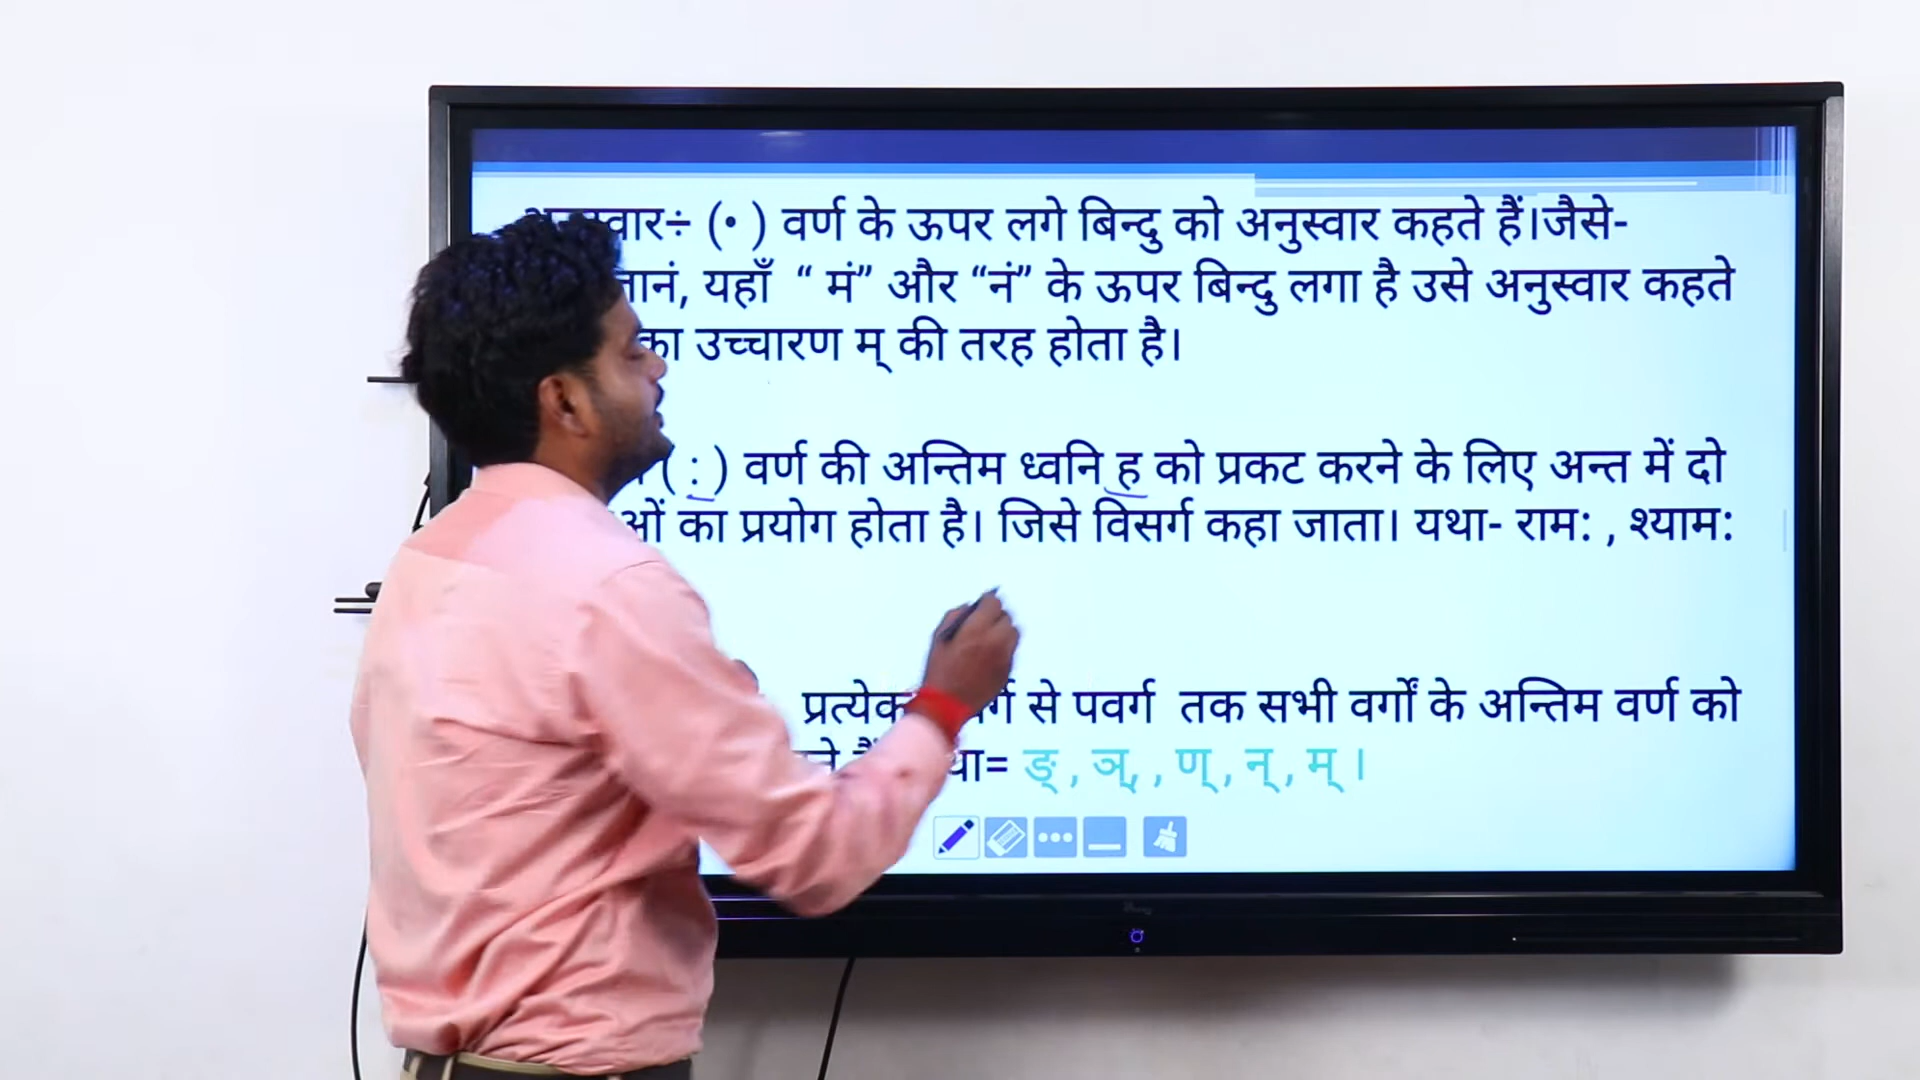 वार÷ (• ) वर्ण के ऊपर लगे बिन्दु को अनुस्वार कहते हैं।जैसे-
यहाँ “ मं” और “नं” के ऊपर बिन्दु लगा है उसे अनुस्वार कहते
का उच्चारण म् की तरह होता है।
( : ) वर्ण की अन्तिम ध्वनि ह को प्रकट करने के लिए अन्त में दो
ओं का प्रयोग होता है। जिसे विसर्ग कहा जाता। यथा- राम: , श्याम:
से पवर्ग तक सभी वर्गों के अन्तिम वर्ण को
ङ् , ञ्, , ण् , न् , म् ।